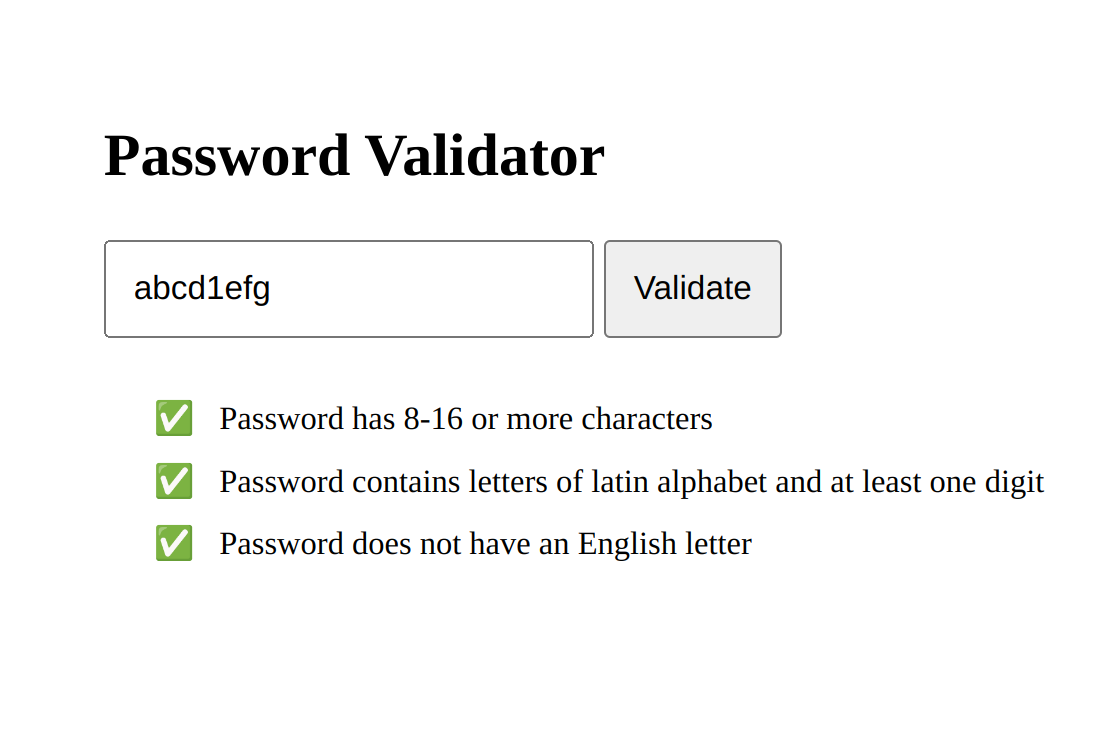 Password Validator
abcd1efg Validate
✅ Password has 8-16 or more characters
✅ Password contains letters of latin alphabet and at least one digit
✅ Password does not have an English letter